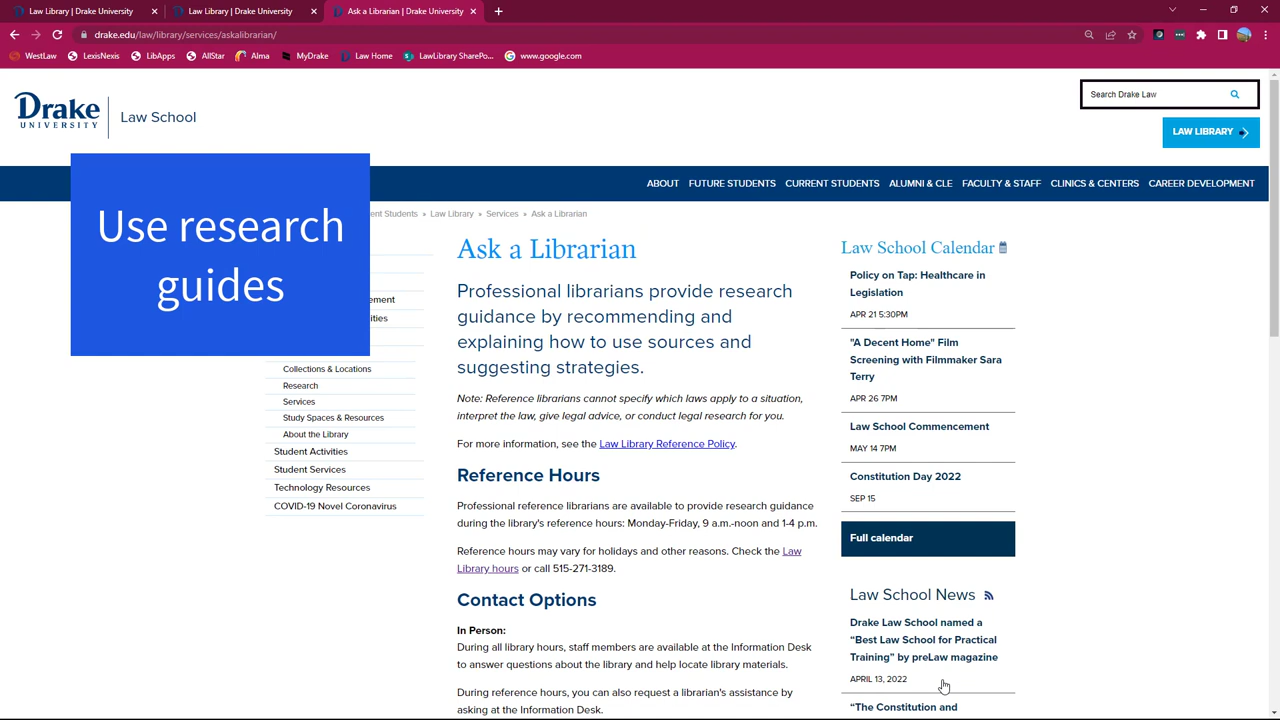 Law Library | Drake University
Law Library | Drake University
Ask a Librarian | Drake University
drake.edu/law/library/services/askalibrarian/
WestLaw
LexisNexis
LibApps
AllStar
Alma
MyDrake
Law Home
LawLibrary SharePo...
www.google.com
Drake
UNIVERSITY
Law School
Search Drake Law
LAW LIBRARY
ABOUT
FUTURE STUDENTS
CURRENT STUDENTS
ALUMNI & CLE
FACULTY & STAFF
CLINICS & CENTERS
CAREER DEVELOPMENT
Use research
guides
ent Students » Law Library » Services » Ask a Librarian
ement
ities
Collections & Locations
Research
Services
Study Spaces & Resources
About the Library
Student Activities
Student Services
Technology Resources
COVID-19 Novel Coronavirus
Ask a Librarian
Professional librarians provide research
guidance by recommending and
explaining how to use sources and
suggesting strategies.
Note: Reference librarians cannot specify which laws apply to a situation,
interpret the law, give legal advice, or conduct legal research for you.
For more information, see the Law Library Reference Policy.
Reference Hours
Professional reference librarians are available to provide research guidance
during the library's reference hours: Monday-Friday, 9 a.m.-noon and 1-4 p.m.
Reference hours may vary for holidays and other reasons. Check the Law
Library hours or call 515-271-3189.
Contact Options
In Person:
During all library hours, staff members are available at the Information Desk
to answer questions about the library and help locate library materials.
During reference hours, you can also request a librarian's assistance by
asking at the Information Desk.
Law School Calendar
Policy on Tap: Healthcare in
Legislation
APR 21 5:30PM
"A Decent Home" Film
Screening with Filmmaker Sara
Terry
APR 26 7PM
Law School Commencement
MAY 14 7PM
Constitution Day 2022
SEP 15
Full calendar
Law School News
Drake Law School named a
“Best Law School for Practical
Training” by preLaw magazine
APRIL 13, 2022
“The Constitution and